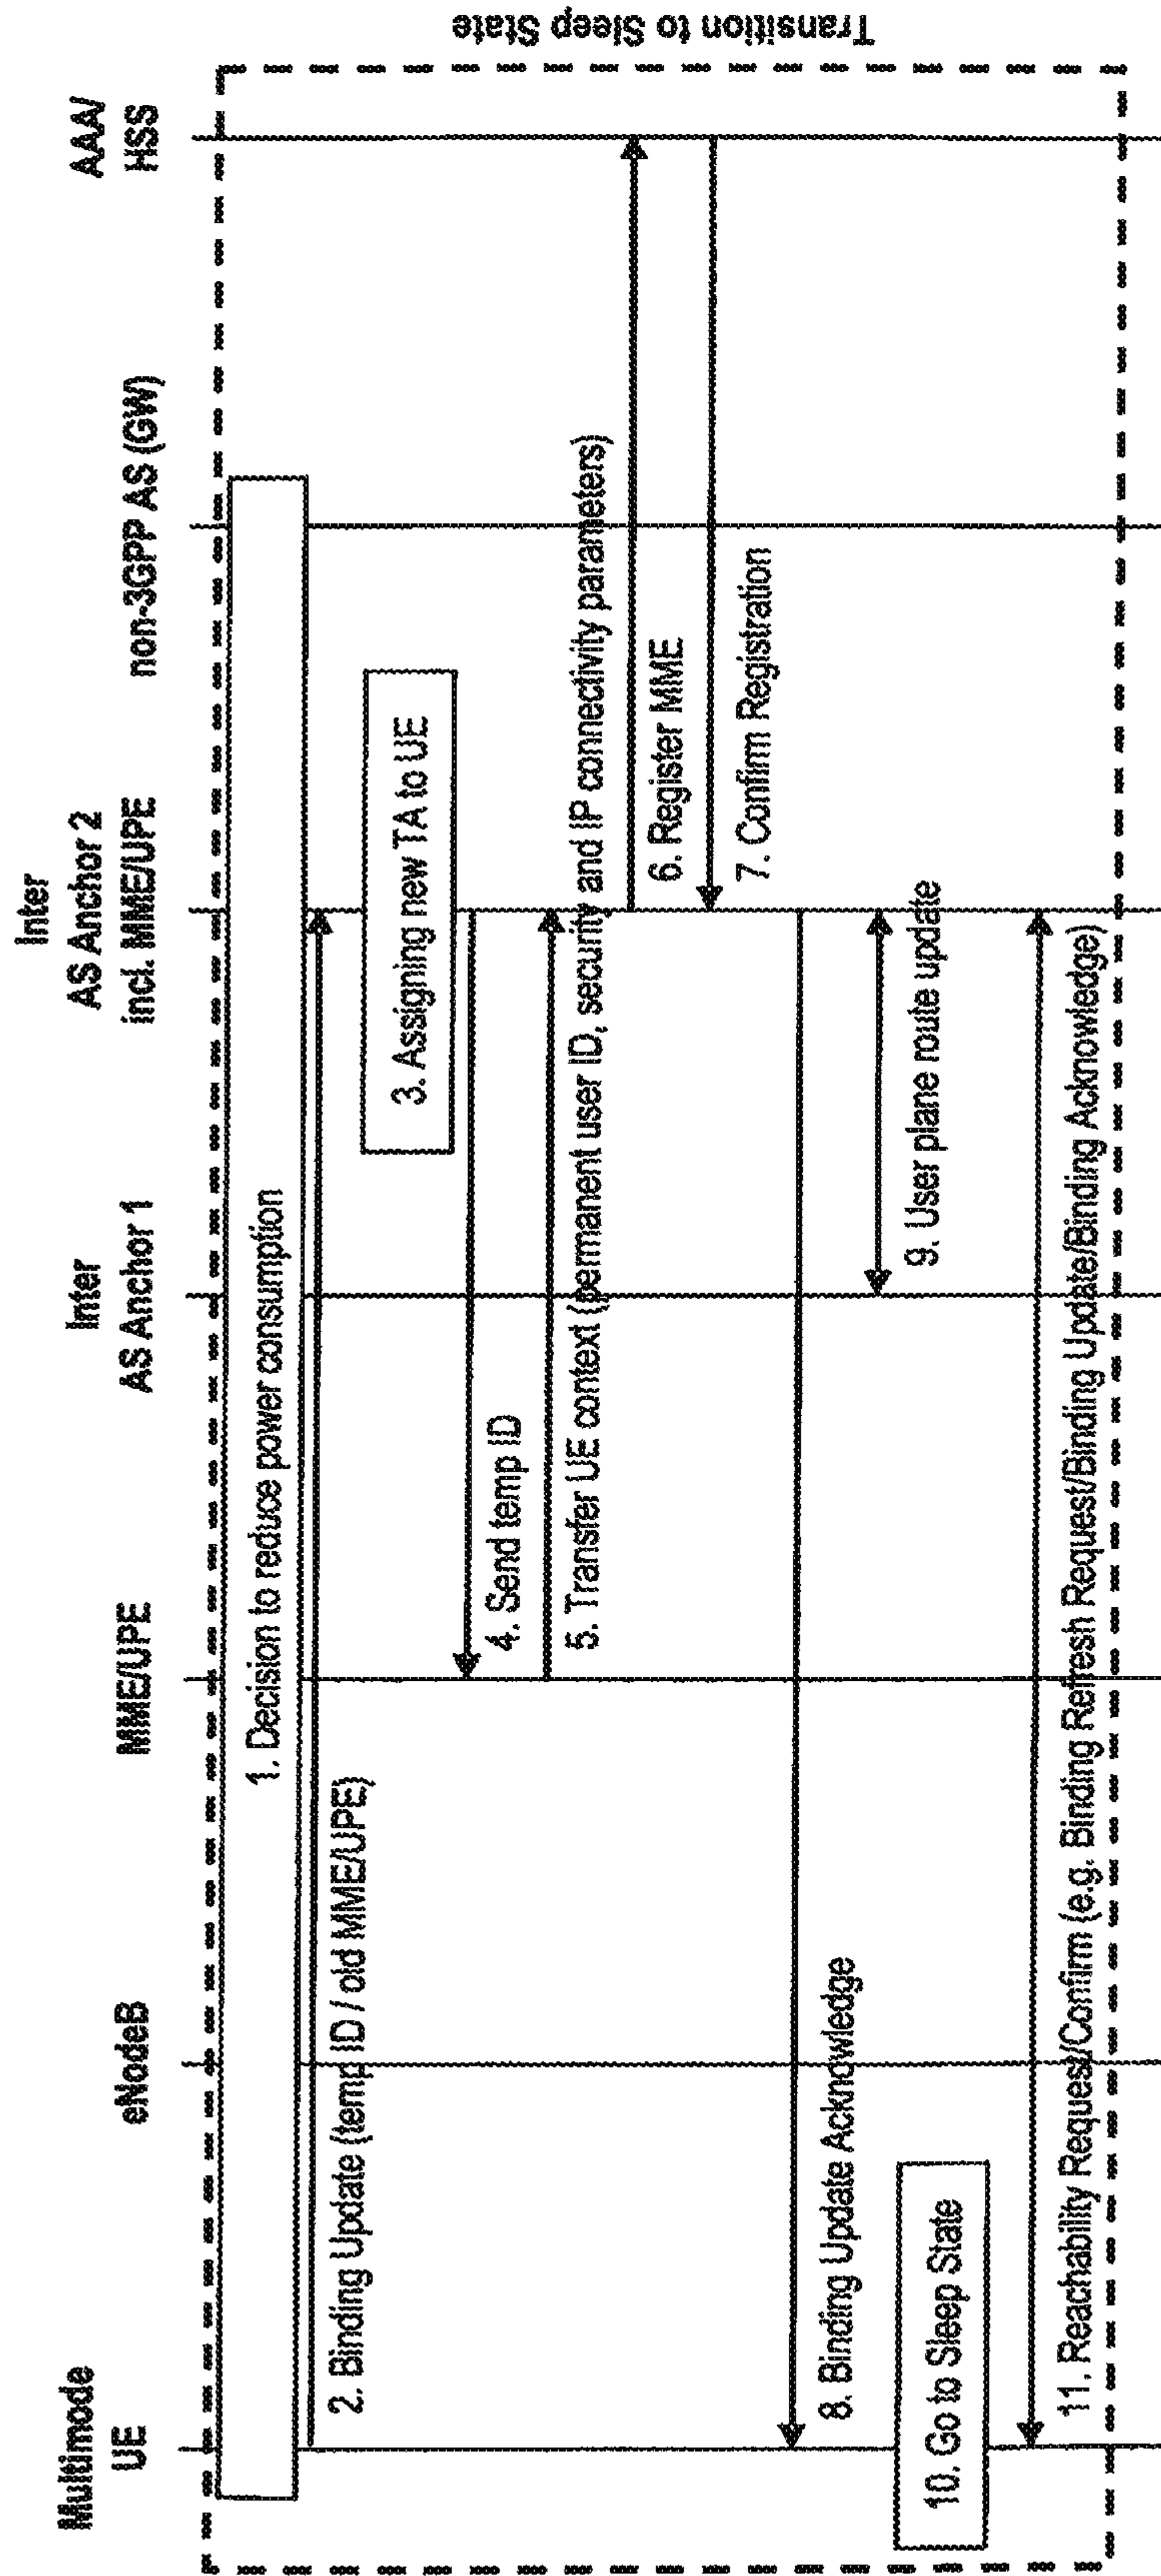 Multimode
UE
eNodeB
MME/UPE
Inter
AS Anchor 1
Inter
AS Anchor 2
incl. MME/UPE
non-3GPP AS (GW)
AAA/
HSS
1. Decision to reduce power consumption
2. Binding Update (temp ID / old MME/UPE)
3. Assigning new TA to UE
4. Send temp ID
5. Transfer UE context (permanent user ID, security and IP connectivity parameters)
6. Register MME
7. Confirm Registration
8. Binding Update Acknowledge
9. User plane route update
10. Go to Sleep State
11. Reachability Request/Confirm (e.g. Binding Refresh Request/Binding Update/Binding Acknowledge)
Transition to Sleep State